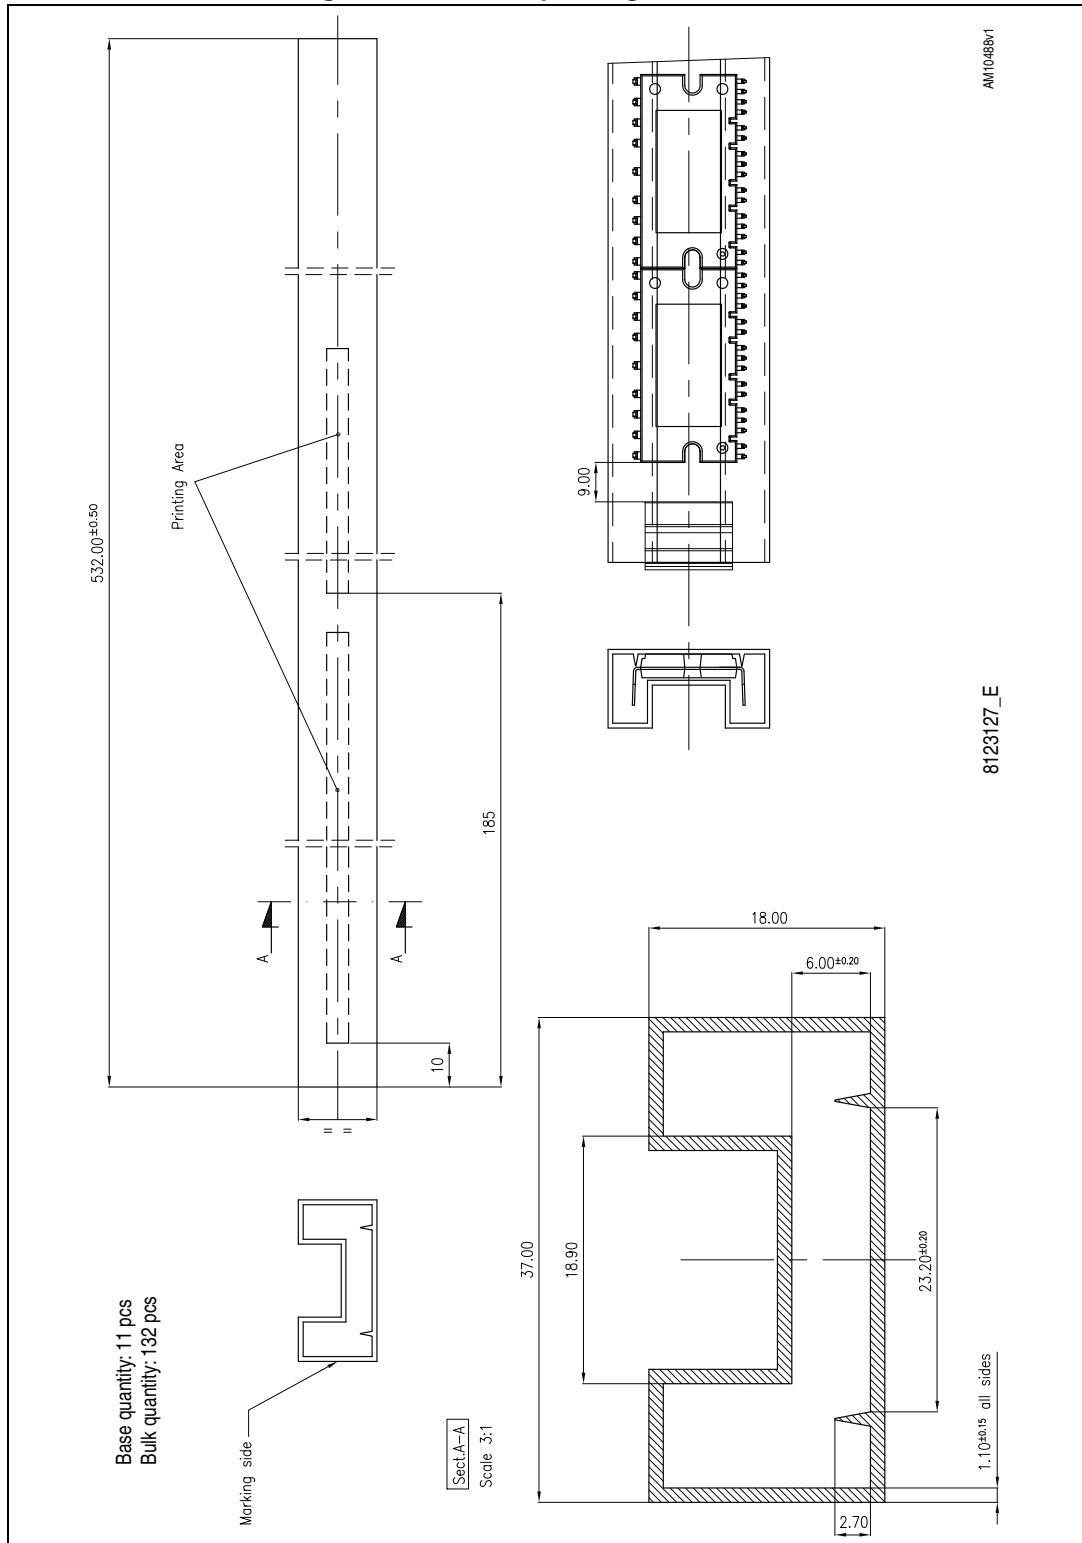 AM10488v1
532.00±0.50
Printing Area
9.00
185
A
A
10
= =
8123127_E
18.00
6.00±0.20
37.00
18.90
23.20±0.20
1.10±0.15 all sides
2.70
Base quantity: 11 pcs
Bulk quantity: 132 pcs
Marking side
Sect.A-A
Scale 3:1